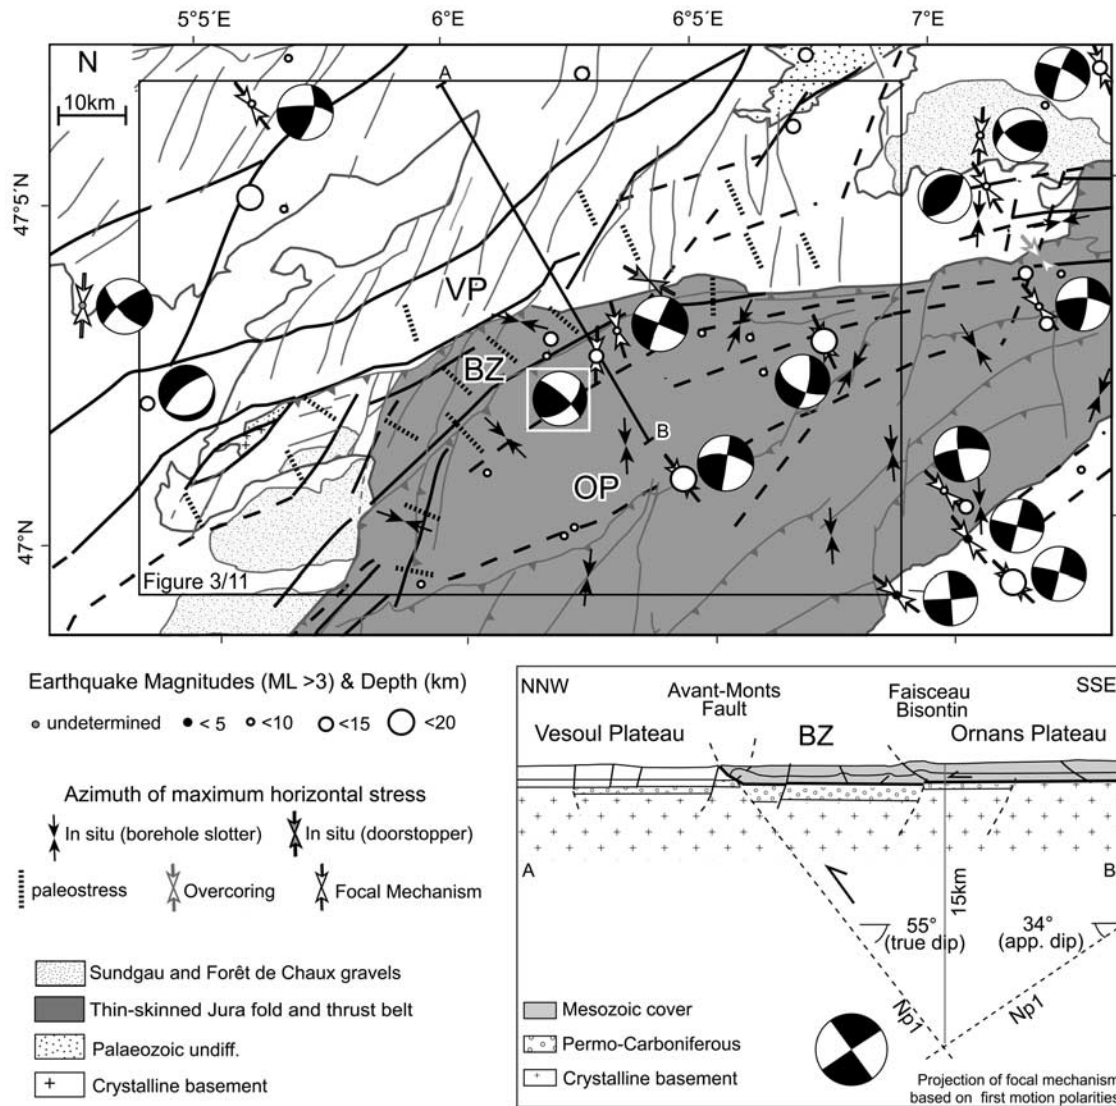 5°5´E
6°E
6°5´E
7°E
N
10km
A
47°5´N
VP
BZ
B
OP
47°N
Figure 3/11
Earthquake Magnitudes (ML >3) & Depth (km)
undetermined
< 5
<10
<15
<20
Azimuth of maximum horizontal stress
In situ (borehole slotter)
In situ (doorstopper)
paleostress
Overcoring
Focal Mechanism
Sundgau and Forêt de Chaux gravels
Thin-skinned Jura fold and thrust belt
Palaeozoic undiff.
Crystalline basement
NNW
Avant-Monts
Fault
Faisceau
Bisontin
SSE
Vesoul Plateau
BZ
Ornans Plateau
A
B
15km
55°
(true dip)
34°
(app. dip)
Np1
Np1
Mesozoic cover
Permo-Carboniferous
Crystalline basement
Projection of focal mechanism
based on first motion polarities